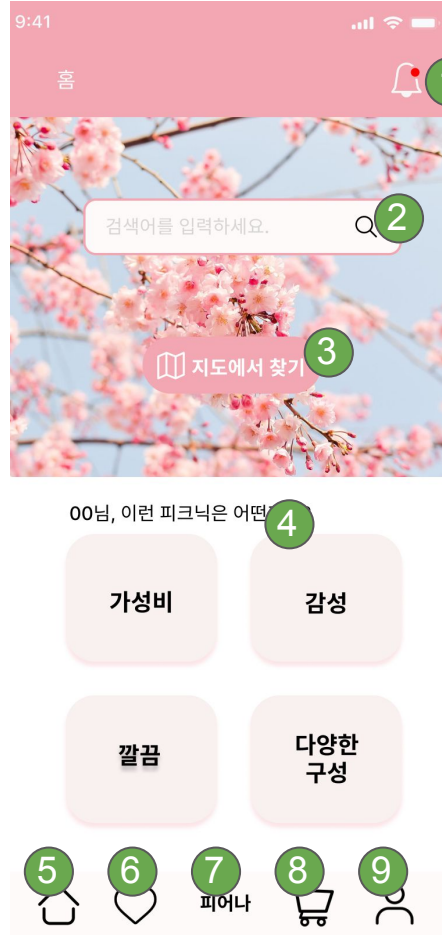 9:41
홈
검색어를 입력하세요.
2
지도에서 찾기
3
00님, 이런 피크닉은
4
가성비
감성
깔끔
다양한
구성
5
6
7
8
9
피어나